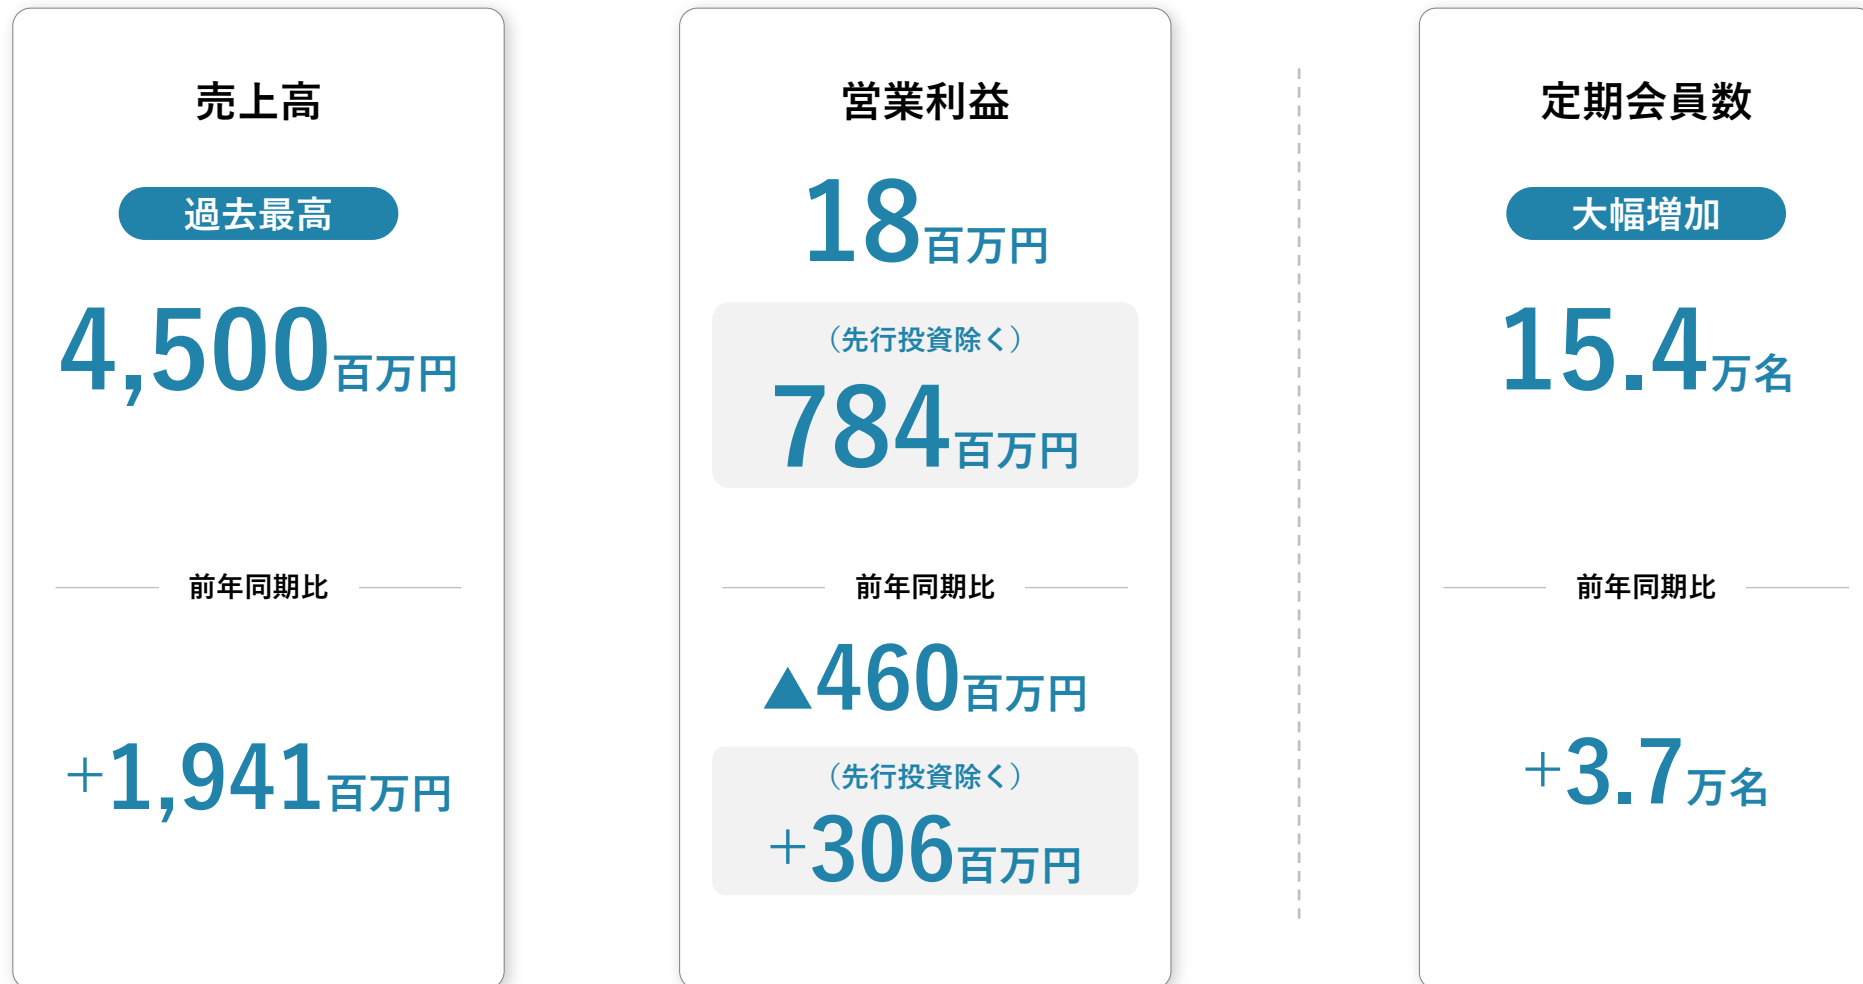 売上高
過去最高
4,500百万円
前年同期比
+1,941百万円
営業利益
18百万円
（先行投資除く）
784百万円
前年同期比
▲460百万円
（先行投資除く）
+306百万円
定期会員数
大幅増加
15.4万名
前年同期比
+3.7万名